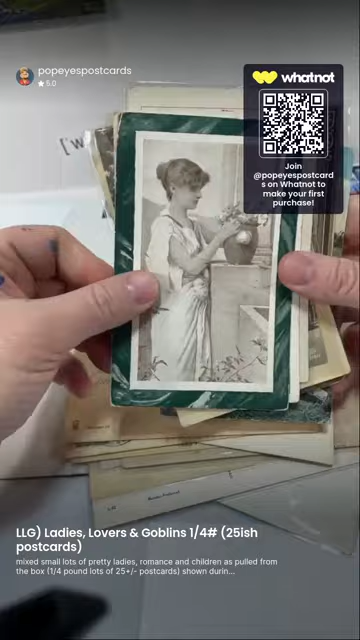 popeyespostcards
★5.0
whatnot
Join
@popeyespostcard
s on Whatnot to
make your first
purchase!
LLG) Ladies, Lovers & Goblins 1/4# (25ish
postcards)
mixed small lots of pretty ladies, romance and children as pulled from
the box (1/4 pound lots of 25+/- postcards) shown durin...